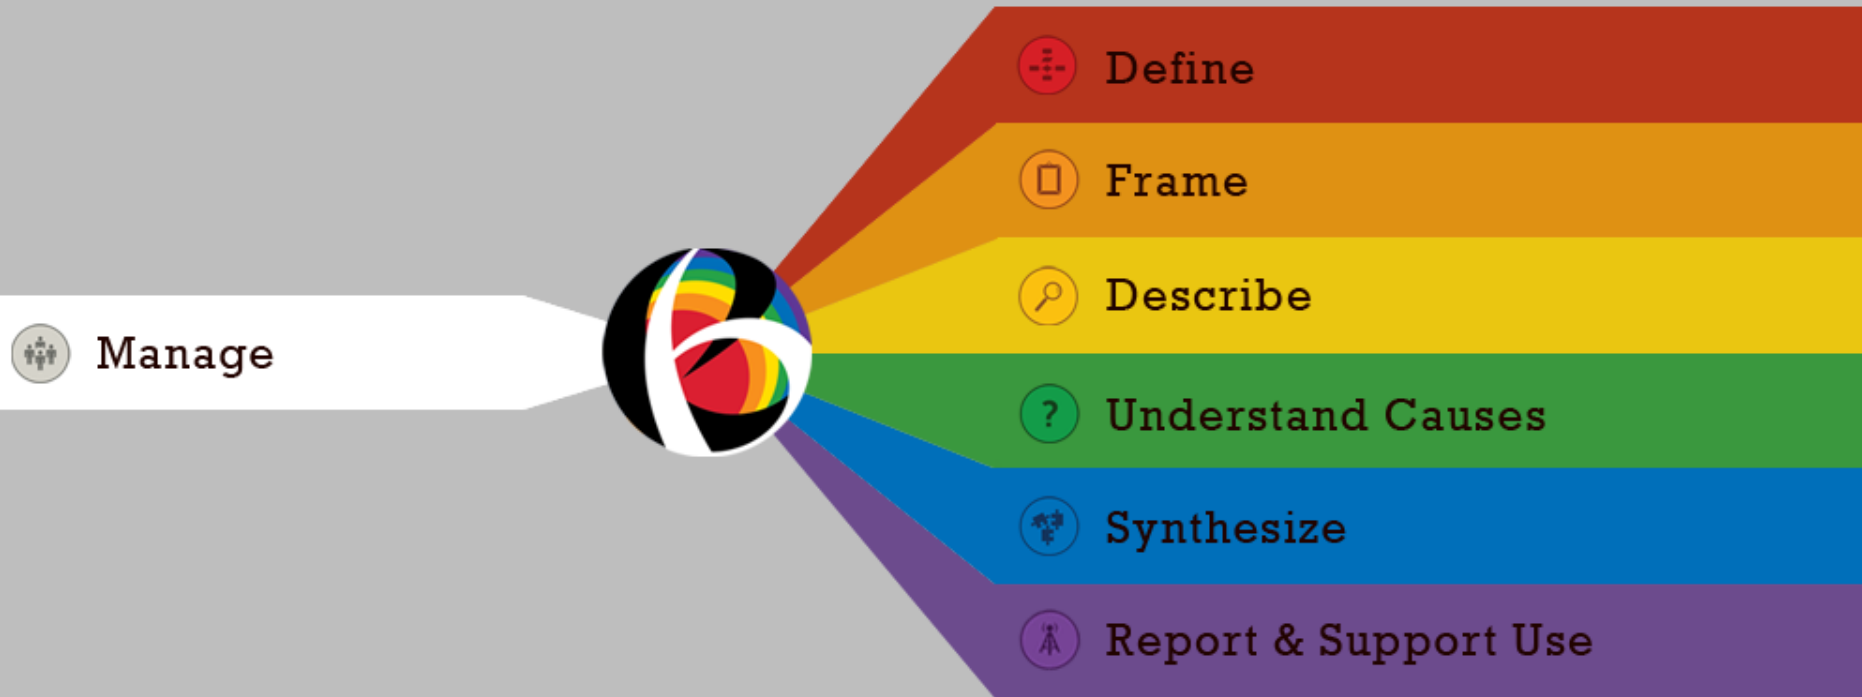 Manage
Define
Frame
Describe
?
Understand Causes
Synthesize
Report & Support Use